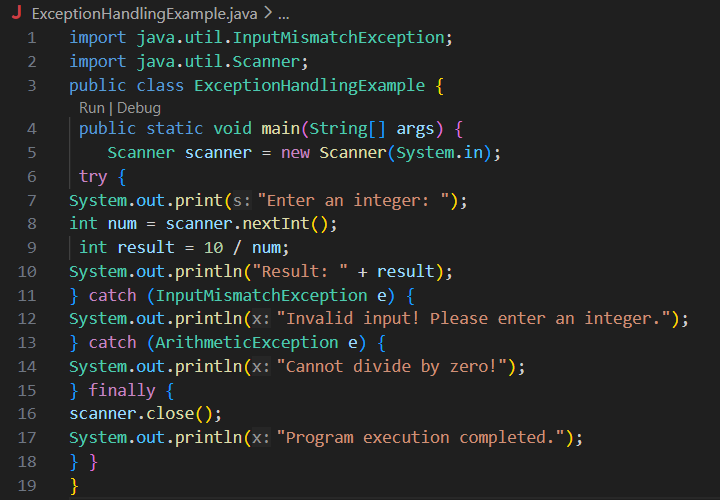 J ExceptionHandlingExample.java > ...
1 import java.util.InputMismatchException;
2 import java.util.Scanner;
3 public class ExceptionHandlingExample {
Run | Debug
4 public static void main(String[] args) {
5 Scanner scanner = new Scanner(System.in);
6 try {
7 System.out.print(s: "Enter an integer: ");
8 int num = scanner.nextInt();
9 int result = 10 / num;
10 System.out.println("Result: " + result);
11 } catch (InputMismatchException e) {
12 System.out.println(x: "Invalid input! Please enter an integer.");
13 } catch (ArithmeticException e) {
14 System.out.println(x: "Cannot divide by zero!");
15 } finally {
16 scanner.close();
17 System.out.println(x: "Program execution completed.");
18 } }
19 }